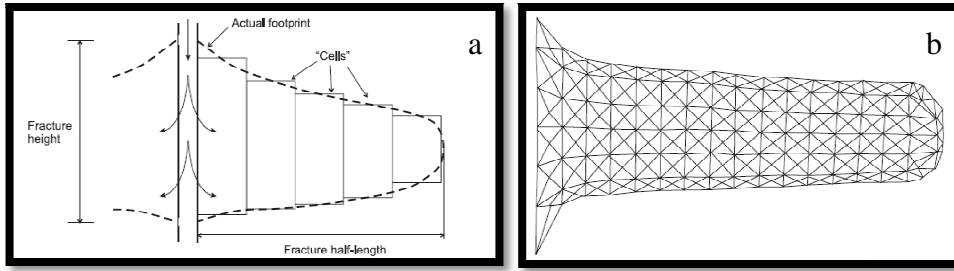 Actual footprint
a
"Cells"
Fracture
height
Fracture half-length
b